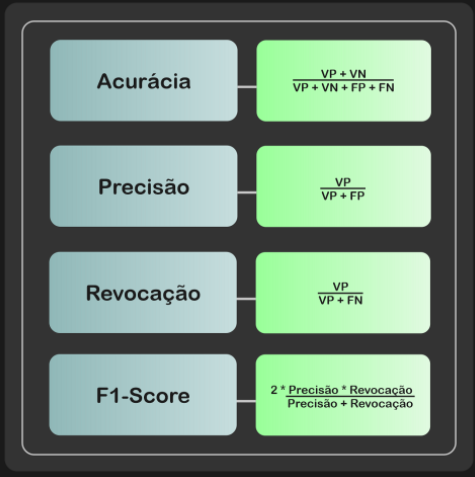 Acurácia
VP + VN
VP + VN + FP + FN
Precisão
VP
VP + FP
Revocação
VP
VP + FN
F1-Score
2 * Precisão * Revocação
Precisão + Revocação